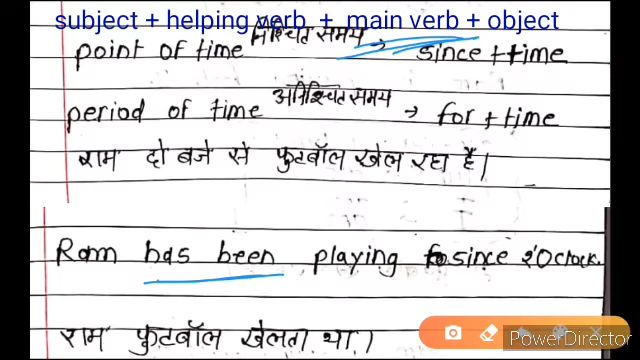 subject + helping verb + main verb + object
point of time निश्चित समय → since + time
period of time अनिश्चित समय → for + time
राम दो बजे से फुटबॉल खेल रहा है।
Ram has been playing since 2'O clock.
राम फुटबॉल खेलता था।
PowerDirector